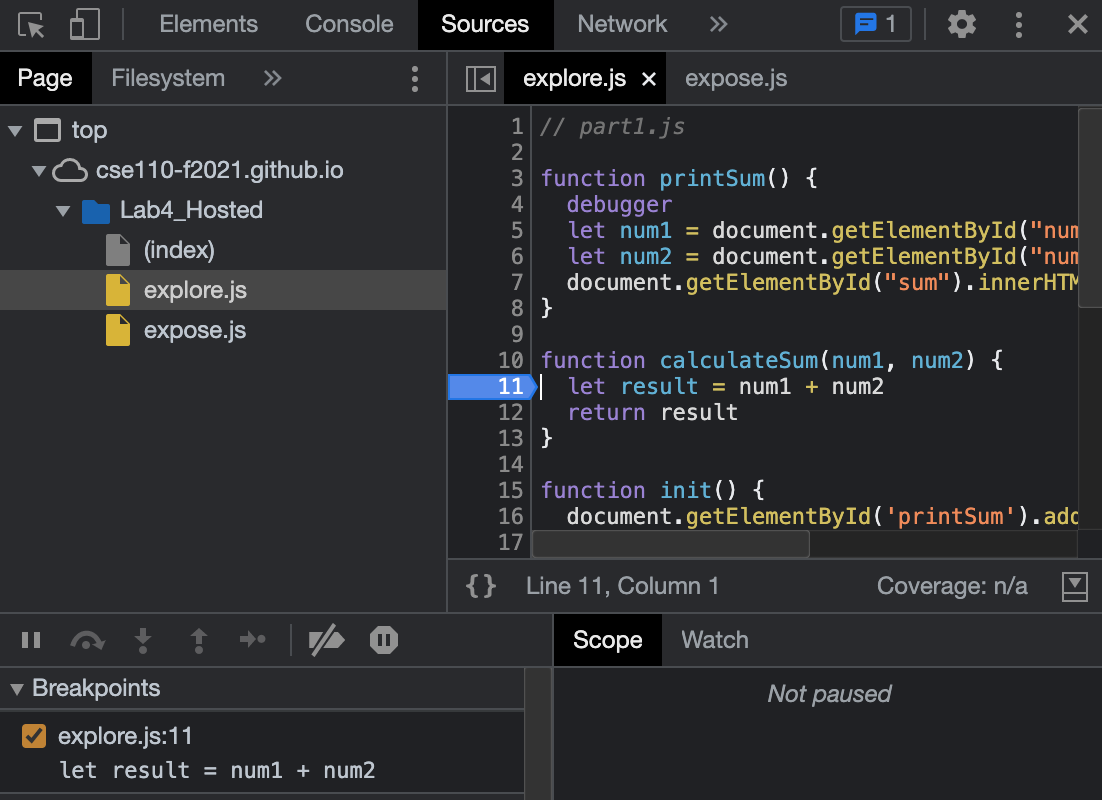 Elements Console Sources Network 1
Page Filesystem
explore.js expose.js
top
cse110-f2021.github.io
Lab4_Hosted
(index)
explore.js
expose.js
1 // part1.js
2
3 function printSum() {
4 debugger
5 let num1 = document.getElementById("num
6 let num2 = document.getElementById("num
7 document.getElementById("sum").innerHTM
8 }
9
10 function calculateSum(num1, num2) {
11 let result = num1 + num2
12 return result
13 }
14
15 function init() {
16 document.getElementById('printSum').add
17
{} Line 11, Column 1 Coverage: n/a
Scope Watch
Not paused
Breakpoints
explore.js:11
let result = num1 + num2